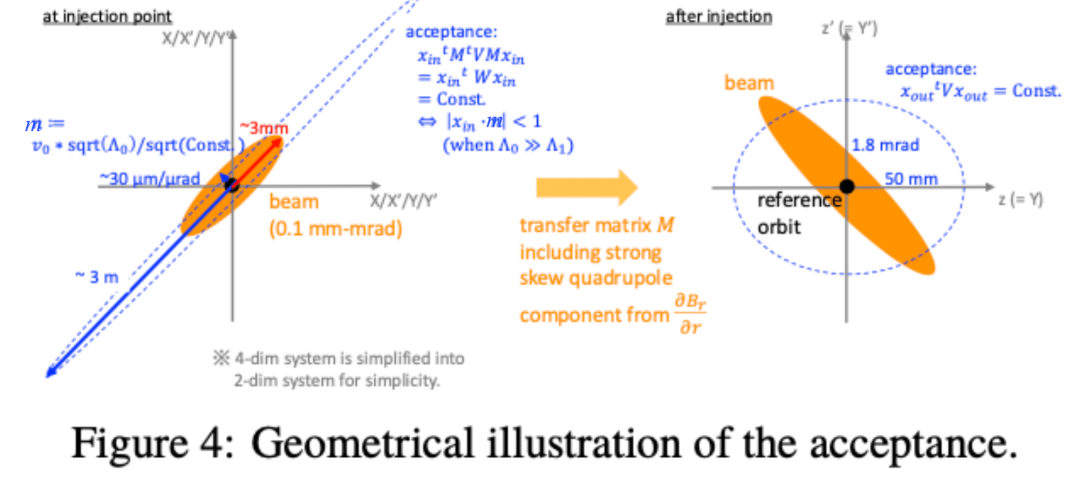 at injection point
X/X′/Y/Y′
acceptance:
x_in^t M^t V M x_in
= x_in^t W x_in
= Const.
⇔ |x_in · m| < 1
(when Λ₀ ≫ Λ₁)
m ≔
v₀ * sqrt(Λ₀)/sqrt(Const.)
~3mm
~30 μm/μrad
X/X′/Y/Y′
beam
(0.1 mm-mrad)
~ 3 m
※ 4-dim system is simplified into
2-dim system for simplicity.
transfer matrix M
including strong
skew quadrupole
component from ∂B_r/∂r
after injection
z′ (= Y′)
beam
acceptance:
x_out^t V x_out = Const.
1.8 mrad
50 mm
z (= Y)
reference
orbit
Figure 4: Geometrical illustration of the acceptance.